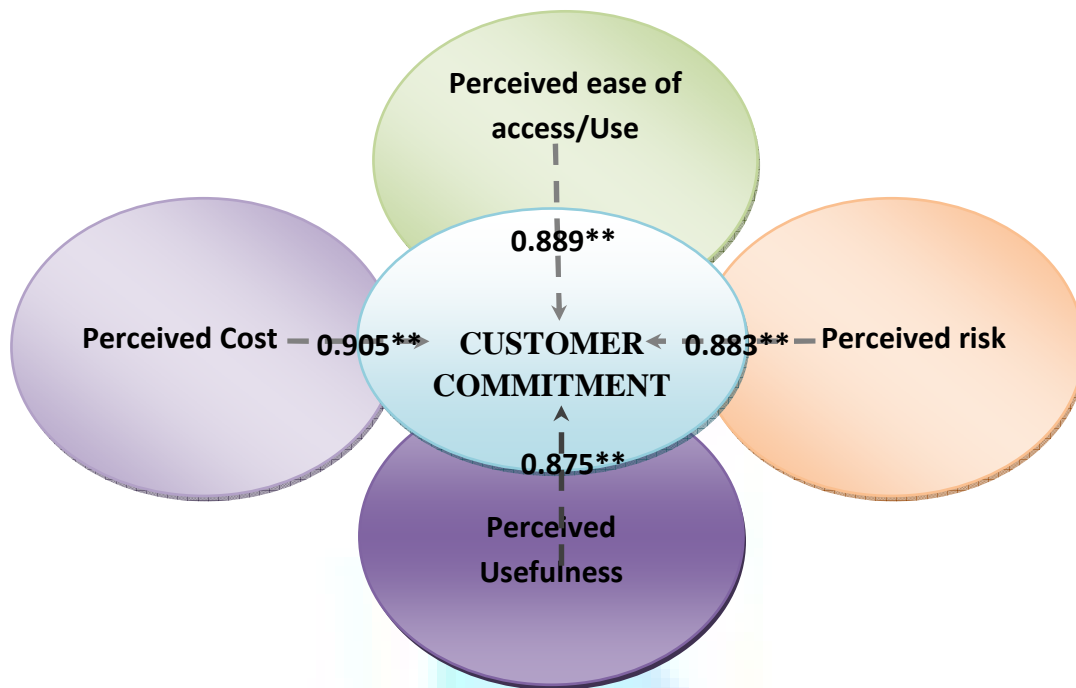 Perceived ease of
access/Use
0.889**
Perceived Cost
0.905**
CUSTOMER
COMMITMENT
0.883**
Perceived risk
0.875**
Perceived
Usefulness